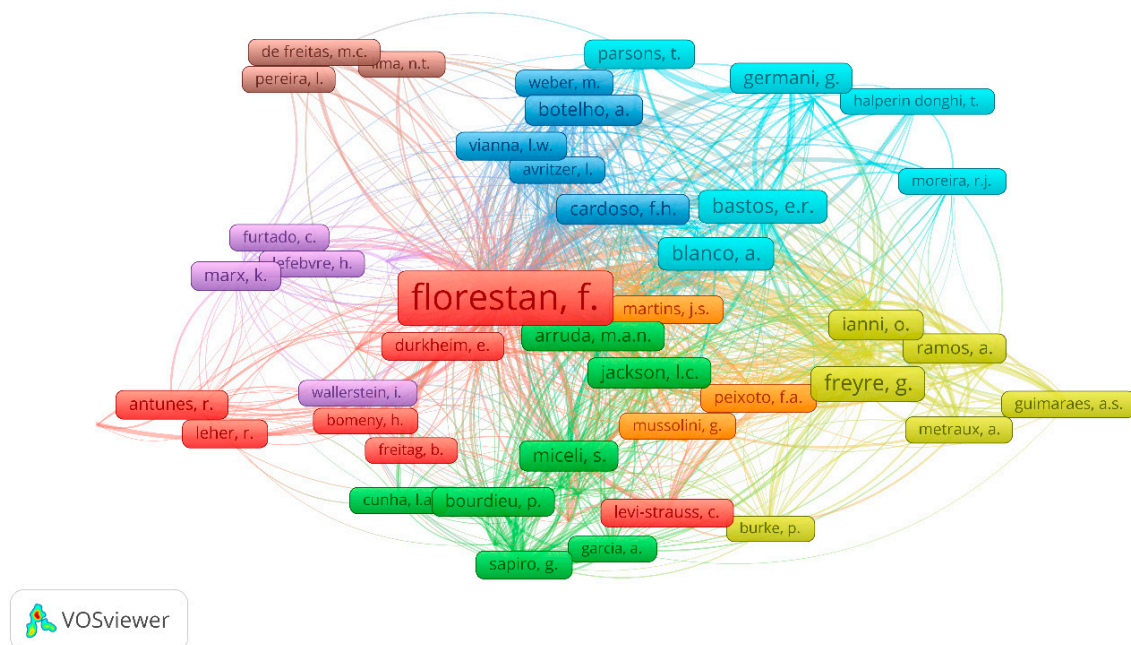 de freitas, m.c.
lima, n.t.
pereira, l.
parsons, t.
weber, m.
botelho, a.
germani, g.
halperin donghi, t.
vianna, l.w.
avritzer, l.
moreira, r.j.
cardoso, f.h.
bastos, e.r.
furtado, c.
lefebvre, h.
marx, k.
blanco, a.
florestan, f.
martins, j.s.
arruda, m.a.n.
durkheim, e.
ianni, o.
ramos, a.
jackson, l.c.
freyre, g.
wallerstein, i.
antunes, r.
bomeny, h.
leher, r.
peixoto, f.a.
mussolini, g.
guimaraes, a.s.
metraux, a.
freitag, b.
miceli, s.
cunha, l.a
bourdieu, p.
levi-strauss, c.
burke, p.
garcia, a.
sapiro, g.
VOSviewer